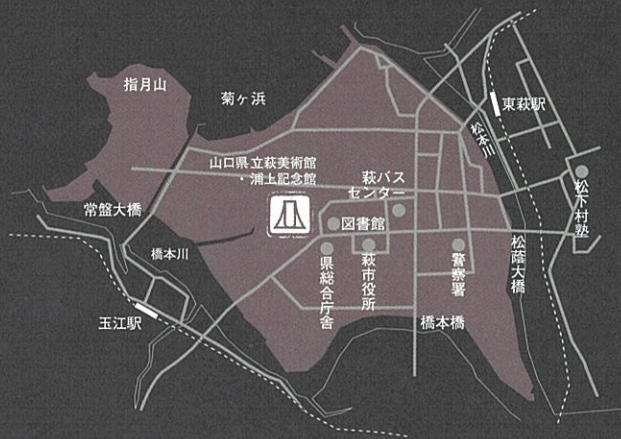 指月山
菊ヶ浜
東萩駅
松本川
山口県立萩美術館
・浦上記念館
萩バス
センター
松下村塾
常盤大橋
図書館
橋本川
松蔭大橋
県総合庁舎
萩市役所
警察署
玉江駅
橋本橋